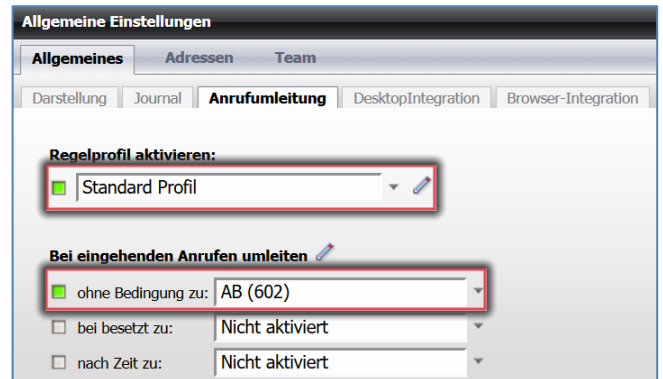 Allgemeine Einstellungen
Allgemeines Adressen Team
Darstellung Journal Anrufumleitung DesktopIntegration Browser-Integration
Regelprofil aktivieren:
Standard Profil
Bei eingehenden Anrufen umleiten
ohne Bedingung zu: AB (602)
bei besetzt zu: Nicht aktiviert
nach Zeit zu: Nicht aktiviert